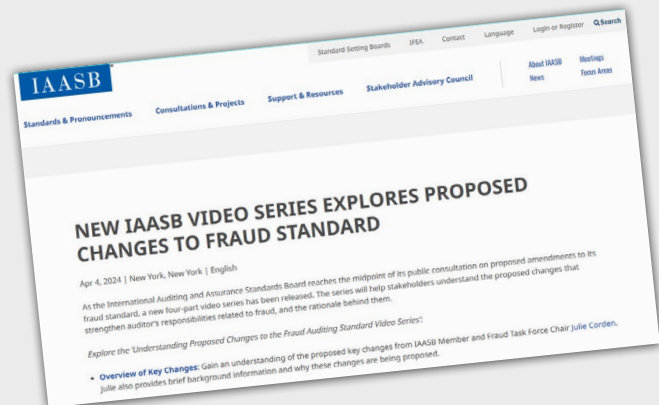 Standard Setting Boards IFEA Contact Language Login or Register Search
IAASB
Standards & Pronouncements Consultations & Projects Support & Resources Stakeholder Advisory Council About IAASB Meetings
News Focus Areas
NEW IAASB VIDEO SERIES EXPLORES PROPOSED
CHANGES TO FRAUD STANDARD
Apr 4, 2024 | New York, New York | English
As the International Auditing and Assurance Standards Board reaches the midpoint of its public consultation on proposed amendments to its
fraud standard, a new four-part video series has been released. The series will help stakeholders understand the proposed changes that
strengthen auditor's responsibilities related to fraud, and the rationale behind them.
Explore the 'Understanding Proposed Changes to the Fraud Auditing Standard Video Series':
• Overview of Key Changes: Gain an understanding of the proposed key changes from IAASB Member and Fraud Task Force Chair Julie Corden.
Julie also provides brief background information and why these changes are being proposed.